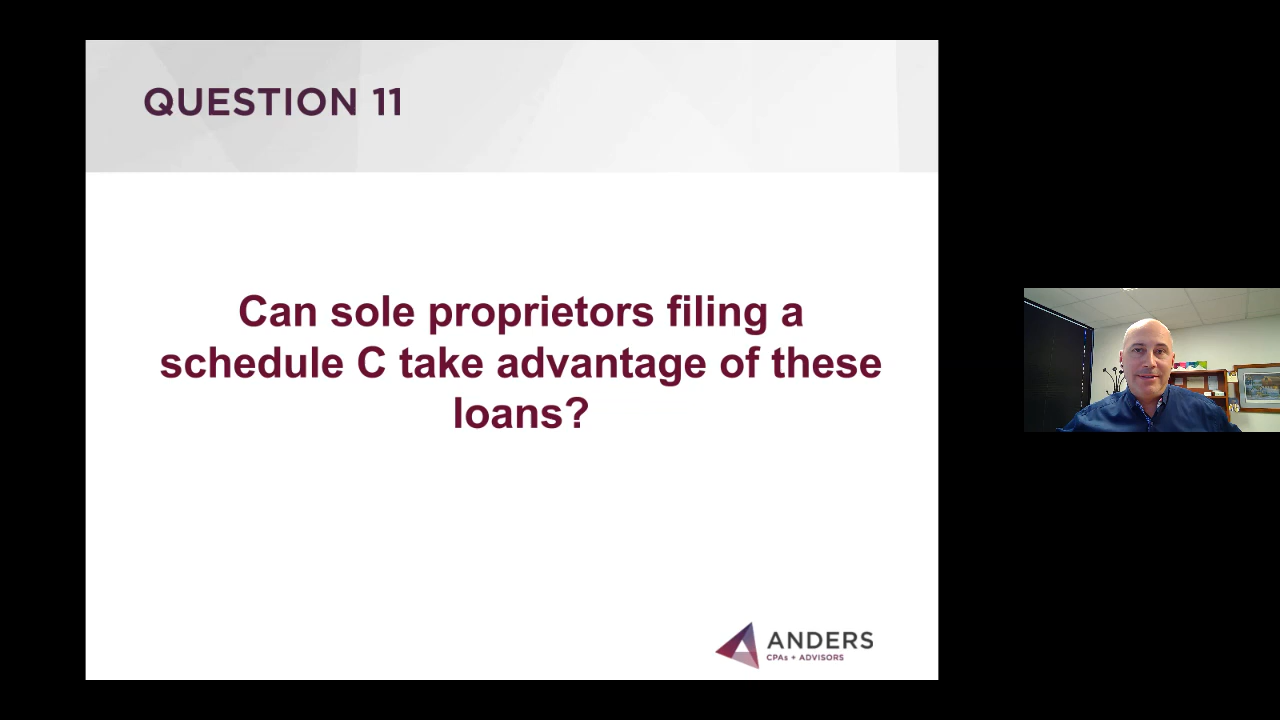 QUESTION 11
Can sole proprietors filing a
schedule C take advantage of these
loans?
ANDERS
CPAs + ADVISORS